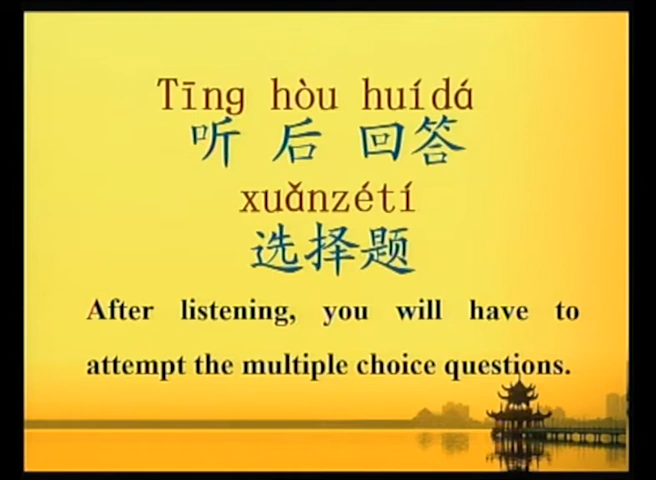 Tīng hòu huídá
听 后 回答
xuǎnzétí
选择题
After listening, you will have to
attempt the multiple choice questions.